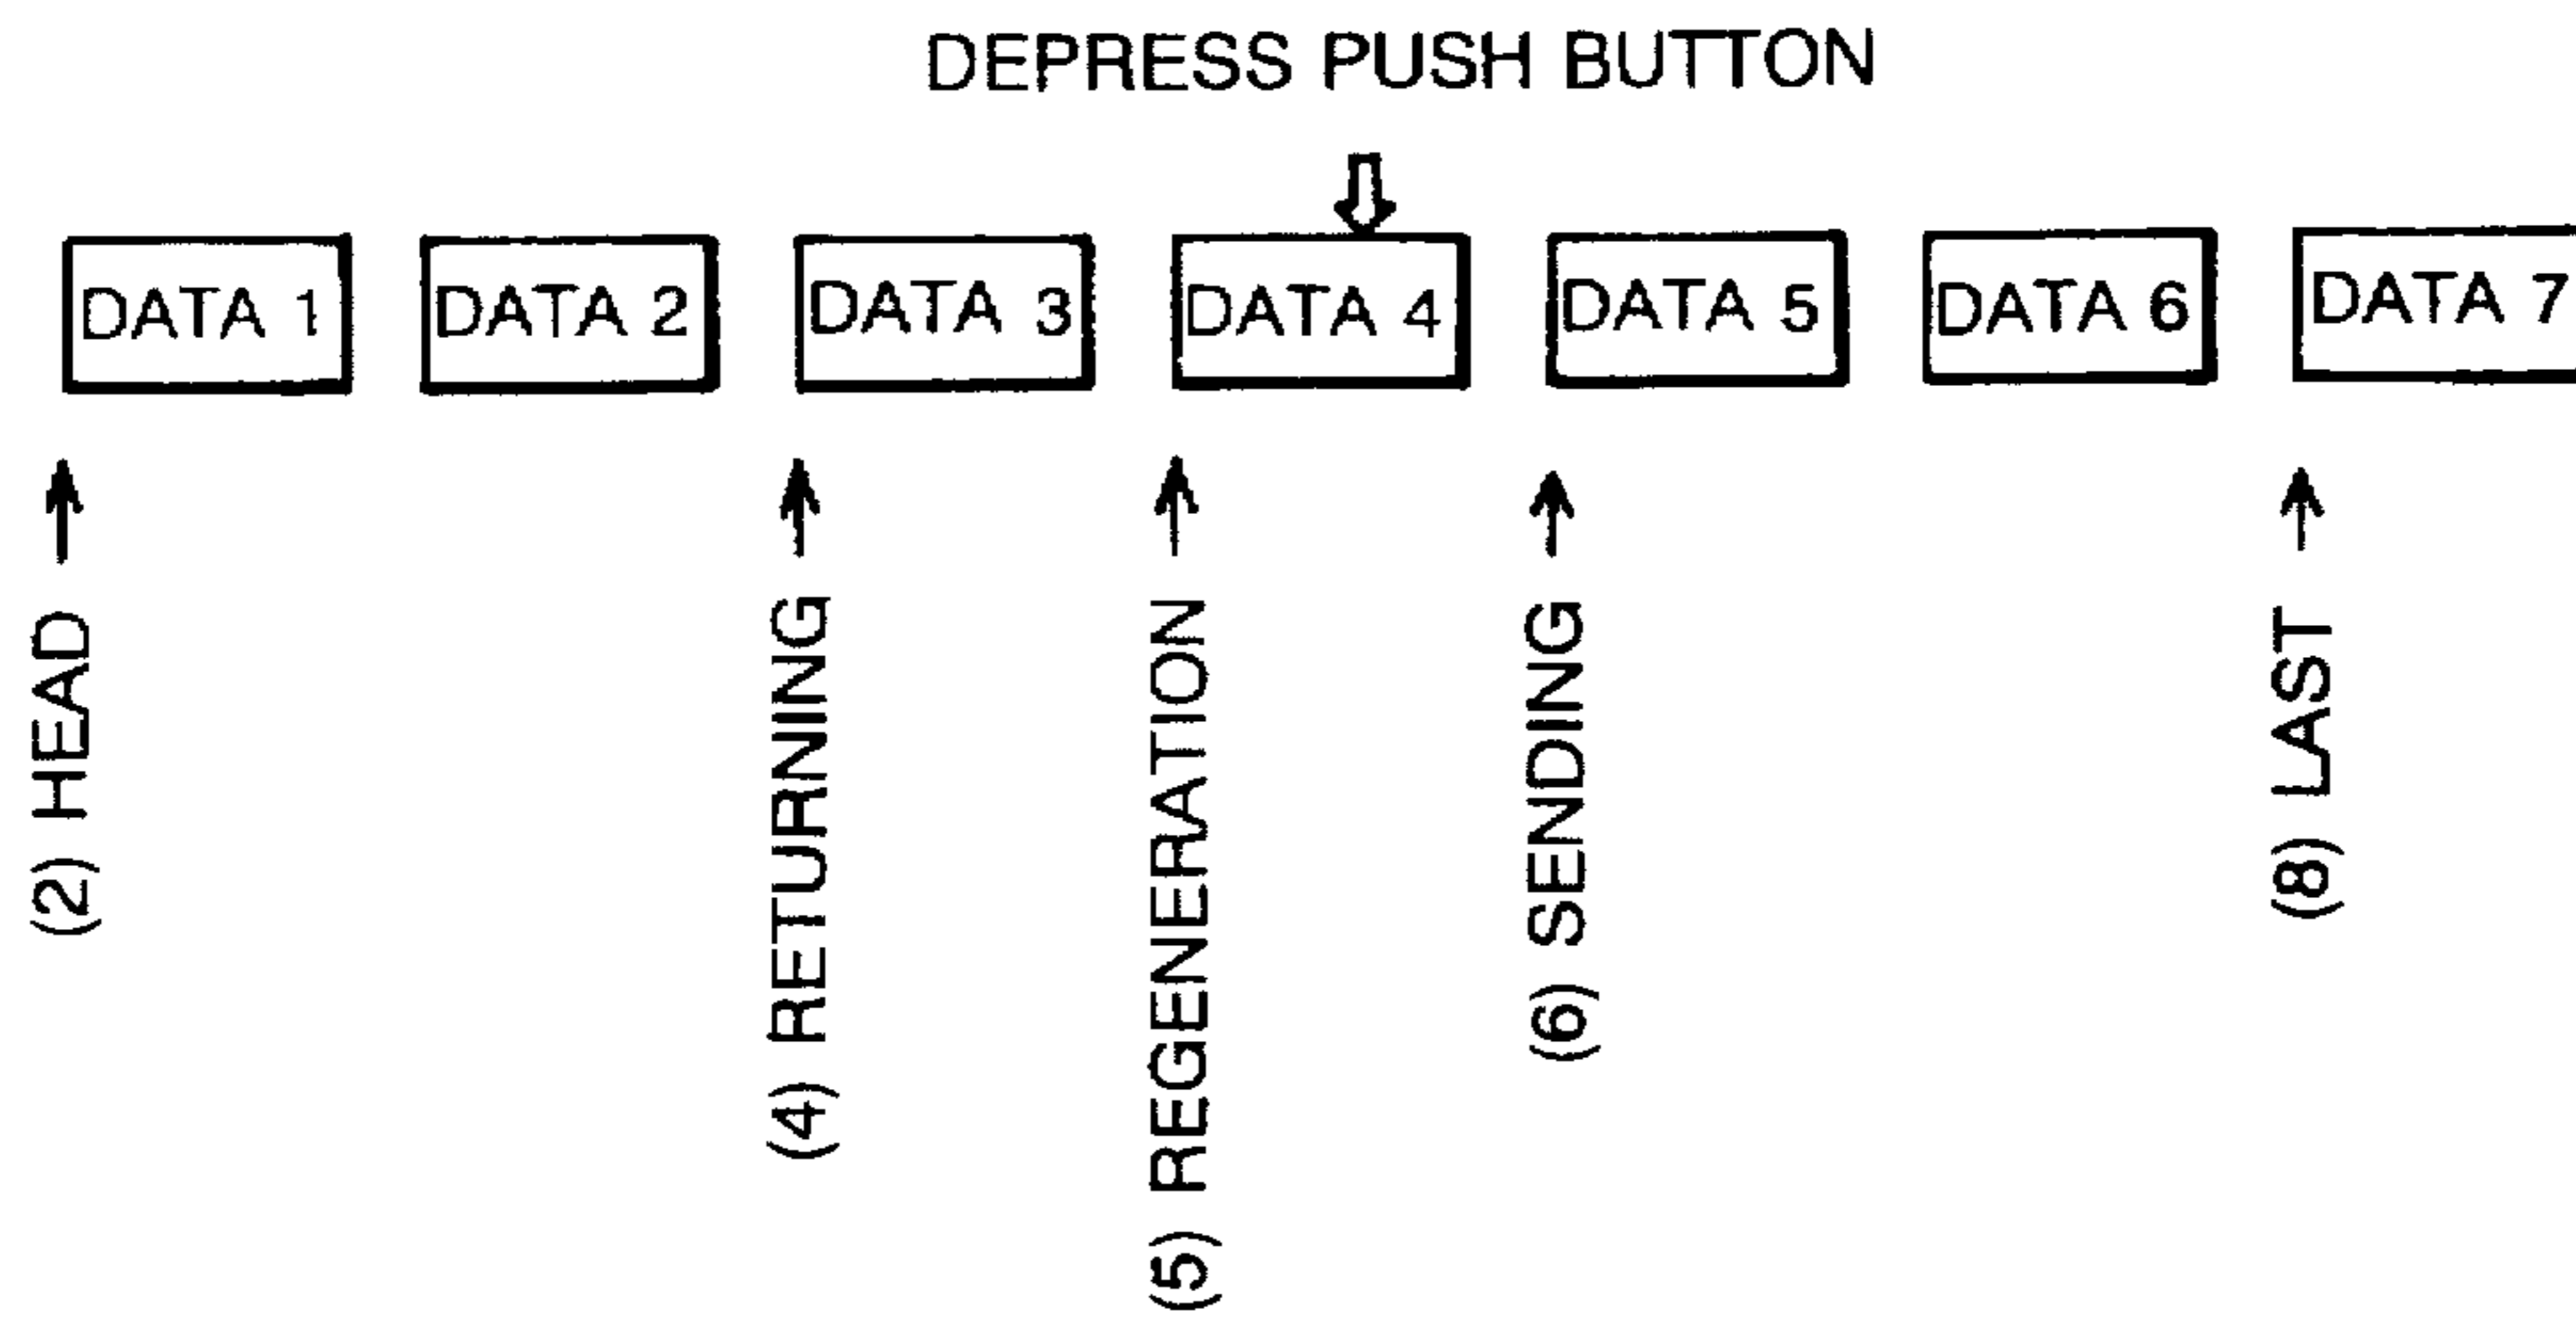 DEPRESS PUSH BUTTON
DATA 1 DATA 2 DATA 3 DATA 4 DATA 5 DATA 6 DATA 7
(2) HEAD
(4) RETURNING
(5) REGENERATION
(6) SENDING
(8) LAST